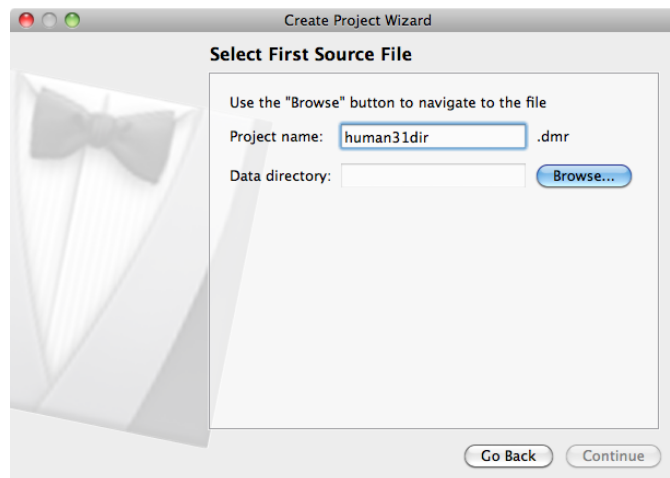 Create Project Wizard
Select First Source File
Use the "Browse" button to navigate to the file
Project name: human31dir .dmr
Data directory: Browse...
Go Back Continue